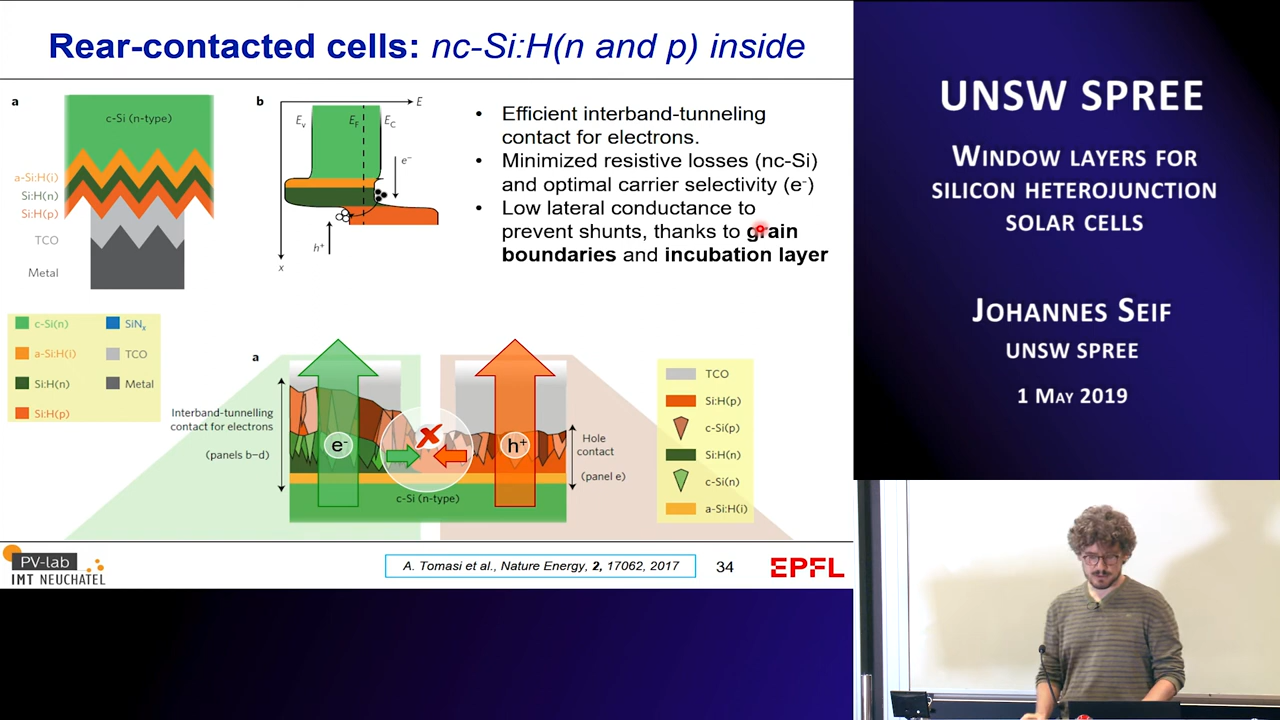 Rear-contacted cells: nc-Si:H(n and p) inside
a
c-Si (n-type)
a-Si:H(i)
Si:H(n)
Si:H(p)
TCO
Metal
b
E
Ev
EF
EC
e-
h+
x
• Efficient interband-tunneling
contact for electrons.
• Minimized resistive losses (nc-Si)
and optimal carrier selectivity (e-)
• Low lateral conductance to
prevent shunts, thanks to grain
boundaries and incubation layer
c-Si(n)
SiNx
a-Si:H(i)
TCO
Si:H(n)
Metal
Si:H(p)
a
Interband-tunnelling
contact for electrons
(panels b–d)
e-
h+
Hole
contact
(panel e)
c-Si (n-type)
TCO
Si:H(p)
c-Si(p)
Si:H(n)
c-Si(n)
a-Si:H(i)
PV-lab
IMT NEUCHATEL
A. Tomasi et al., Nature Energy, 2, 17062, 2017
34
EPFL
UNSW SPREE
Window layers for
silicon heterojunction
solar cells
Johannes Seif
UNSW SPREE
1 May 2019